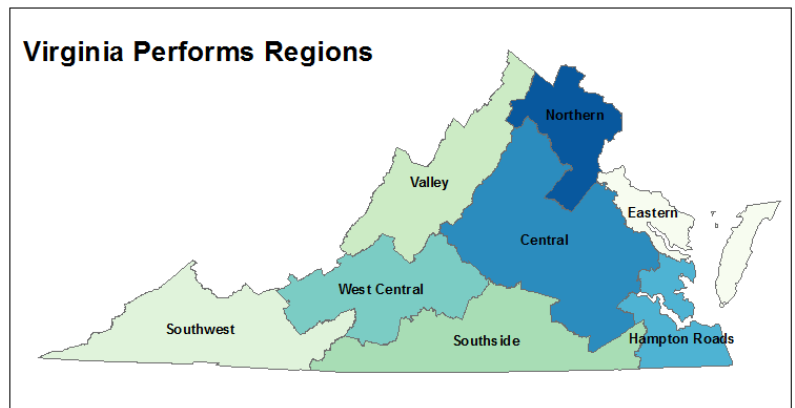 Virginia Performs Regions
Northern
Valley
Eastern
Central
West Central
Southwest
Southside
Hampton Roads